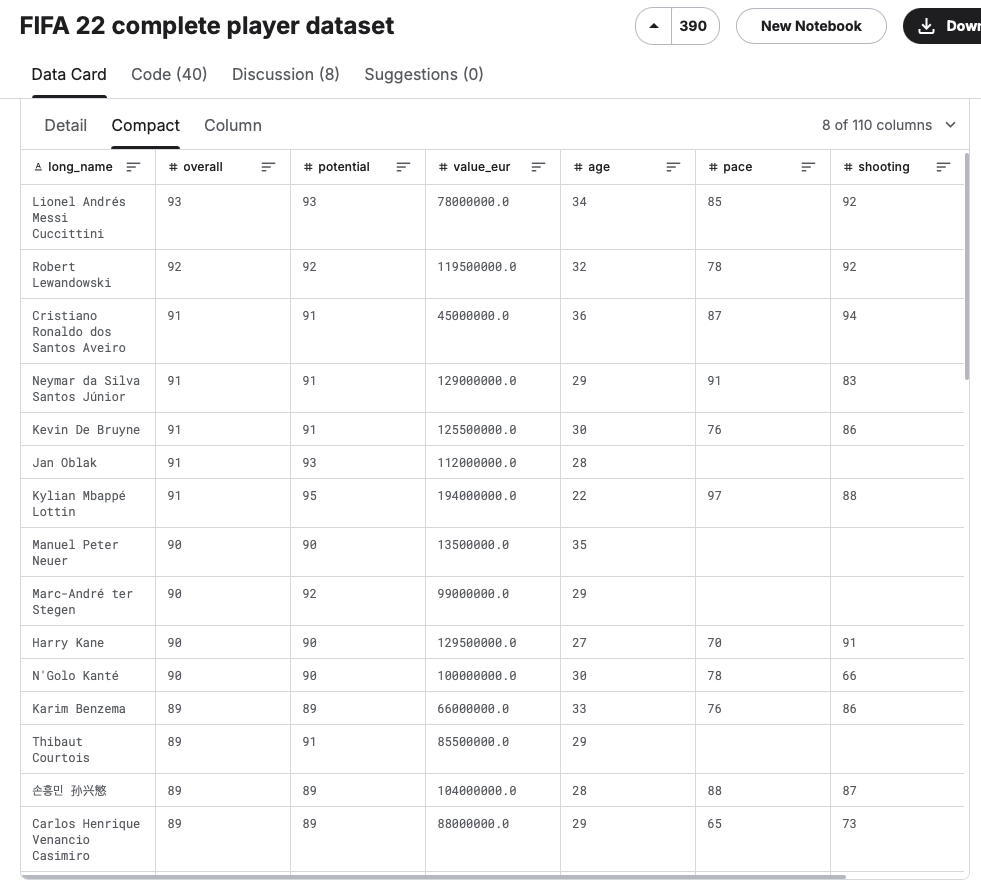 FIFA 22 complete player dataset
390
New Notebook
Down
Data Card Code (40) Discussion (8) Suggestions (0)
Detail Compact Column
8 of 110 columns
A long_name # overall # potential # value_eur # age # pace # shooting
Lionel Andrés 93 93 78000000.0 34 85 92
Messi
Cuccittini
Robert 92 92 119500000.0 32 78 92
Lewandowski
Cristiano 91 91 45000000.0 36 87 94
Ronaldo dos
Santos Aveiro
Neymar da Silva 91 91 129000000.0 29 91 83
Santos Júnior
Kevin De Bruyne 91 91 125500000.0 30 76 86
Jan Oblak 91 93 112000000.0 28
Kylian Mbappé 91 95 194000000.0 22 97 88
Lottin
Manuel Peter 90 90 13500000.0 35
Neuer
Marc-André ter 90 92 99000000.0 29
Stegen
Harry Kane 90 90 129500000.0 27 70 91
N'Golo Kanté 90 90 100000000.0 30 78 66
Karim Benzema 89 89 66000000.0 33 76 86
Thibaut 89 91 85500000.0 29
Courtois
손흥민 孙兴慜 89 89 104000000.0 28 88 87
Carlos Henrique 89 89 88000000.0 29 65 73
Venancio
Casimiro